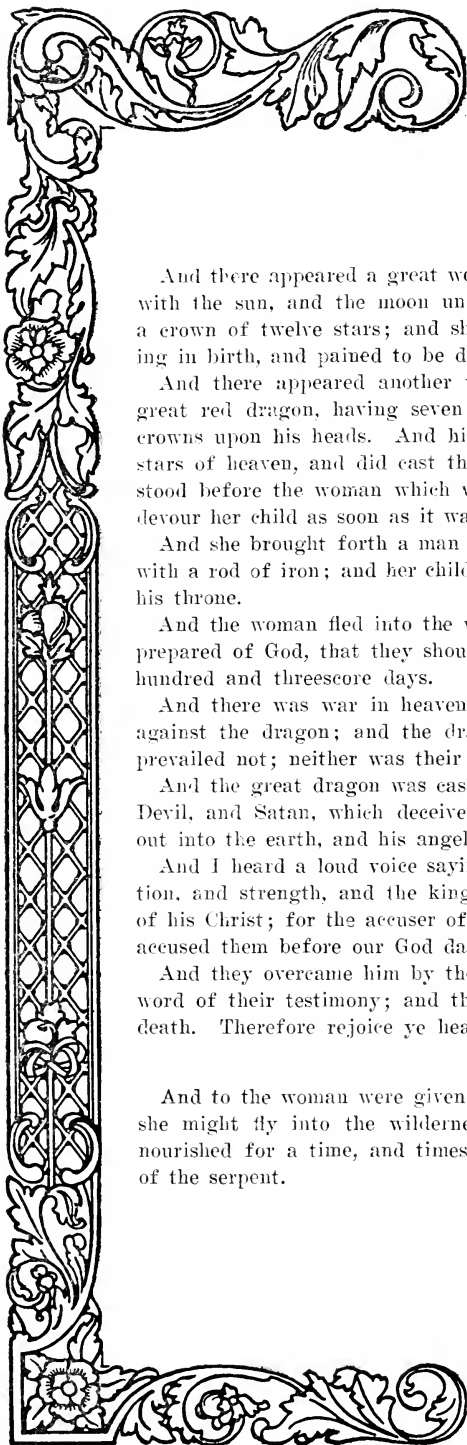 And there appeared a great wo
with the sun, and the moon un
a crown of twelve stars; and sh
ing in birth, and pained to be d
And there appeared another
great red dragon, having seven
crowns upon his heads. And hi
stars of heaven, and did cast th
stood before the woman which w
devour her child as soon as it wa
And she brought forth a man
with a rod of iron; and her child
his throne.
And the woman fled into the
prepared of God, that they shou
hundred and threescore days.
And there was war in heaven
against the dragon; and the dr
prevailed not; neither was their
And the great dragon was cas
Devil, and Satan, which deceive
out into the earth, and his angel
And I heard a loud voice sayi
tion, and strength, and the king
of his Christ; for the accuser of
accused them before our God da
And they overcame him by the
word of their testimony; and th
death. Therefore rejoice ye hea
And to the woman were given
she might fly into the wilderne
nourished for a time, and times
of the serpent.